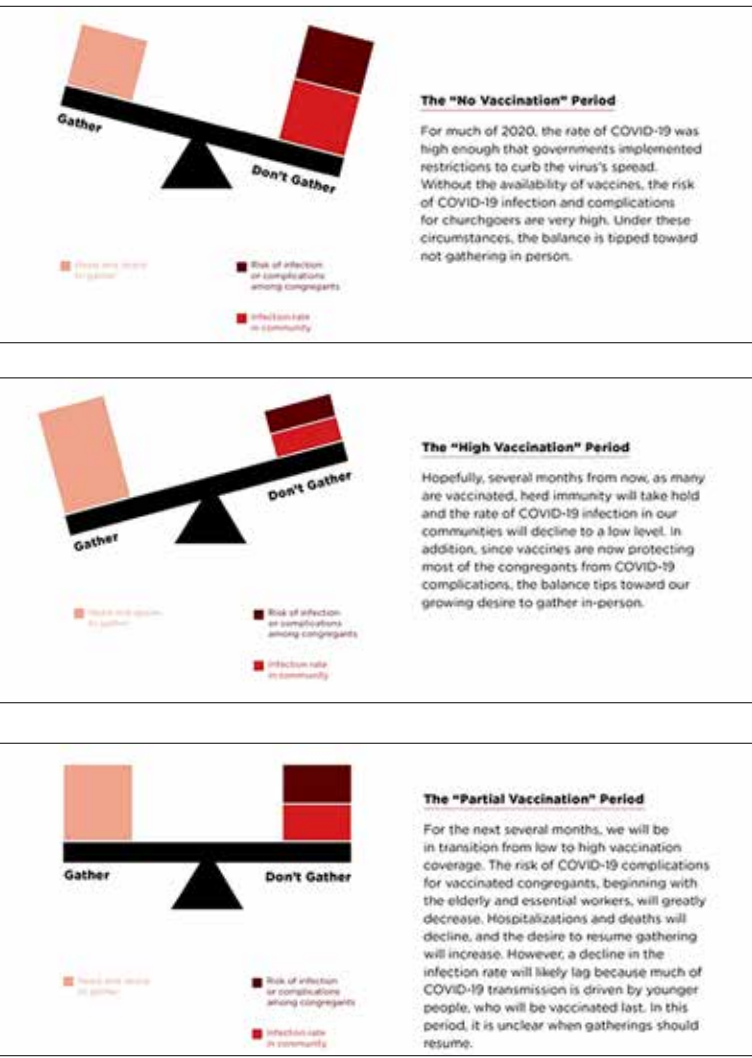 Gather
Don't Gather
to gather
Risk of infection
or complications
among congregants
Infection rate
in community
The “No Vaccination” Period
For much of 2020, the rate of COVID-19 was
high enough that governments implemented
restrictions to curb the virus's spread.
Without the availability of vaccines, the risk
of COVID-19 infection and complications
for churchgoers are very high. Under these
circumstances, the balance is tipped toward
not gathering in person.
Gather
Don't Gather
to gather
Risk of infection
or complications
among congregants
Infection rate
in community
The “High Vaccination” Period
Hopefully, several months from now, as many
are vaccinated, herd immunity will take hold
and the rate of COVID-19 infection in our
communities will decline to a low level. In
addition, since vaccines are now protecting
most of the congregants from COVID-19
complications, the balance tips toward our
growing desire to gather in-person.
Gather
Don't Gather
to gather
Risk of infection
or complications
among congregants
Infection rate
in community
The “Partial Vaccination” Period
For the next several months, we will be
in transition from low to high vaccination
coverage. The risk of COVID-19 complications
for vaccinated congregants, beginning with
the elderly and essential workers, will greatly
decrease. Hospitalizations and deaths will
decline, and the desire to resume gathering
will increase. However, a decline in the
infection rate will likely lag because much of
COVID-19 transmission is driven by younger
people, who will be vaccinated last. In this
period, it is unclear when gatherings should
resume.